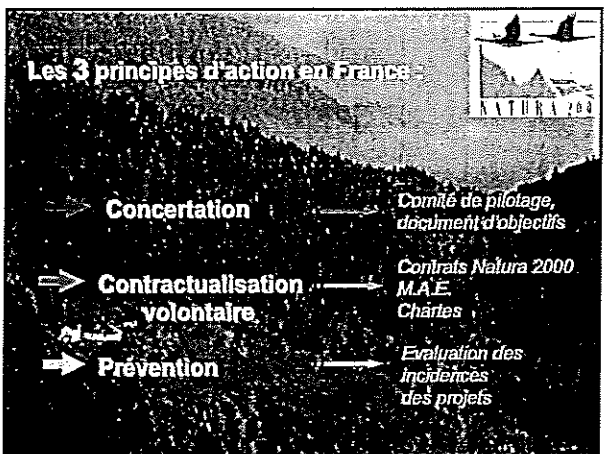 Les 3 principes d'action en France :
NATURA 200
Concertation
Comité de pilotage,
document d'objectifs
Contractualisation
volontaire
Contrats Natura 2000
M.A.E.
Chartes
Prévention
Evaluation des
incidences
des projets